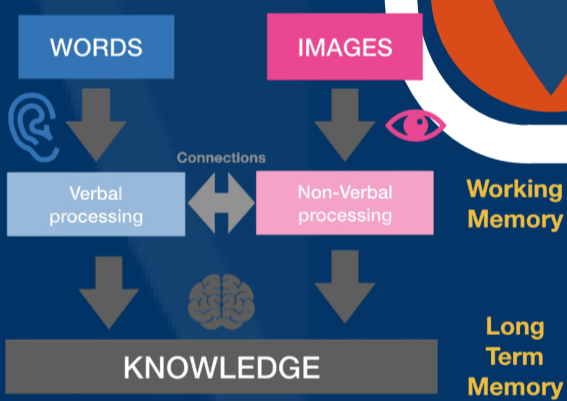 WORDS
IMAGES
Connections
Verbal
processing
Non-Verbal
processing
Working
Memory
KNOWLEDGE
Long
Term
Memory